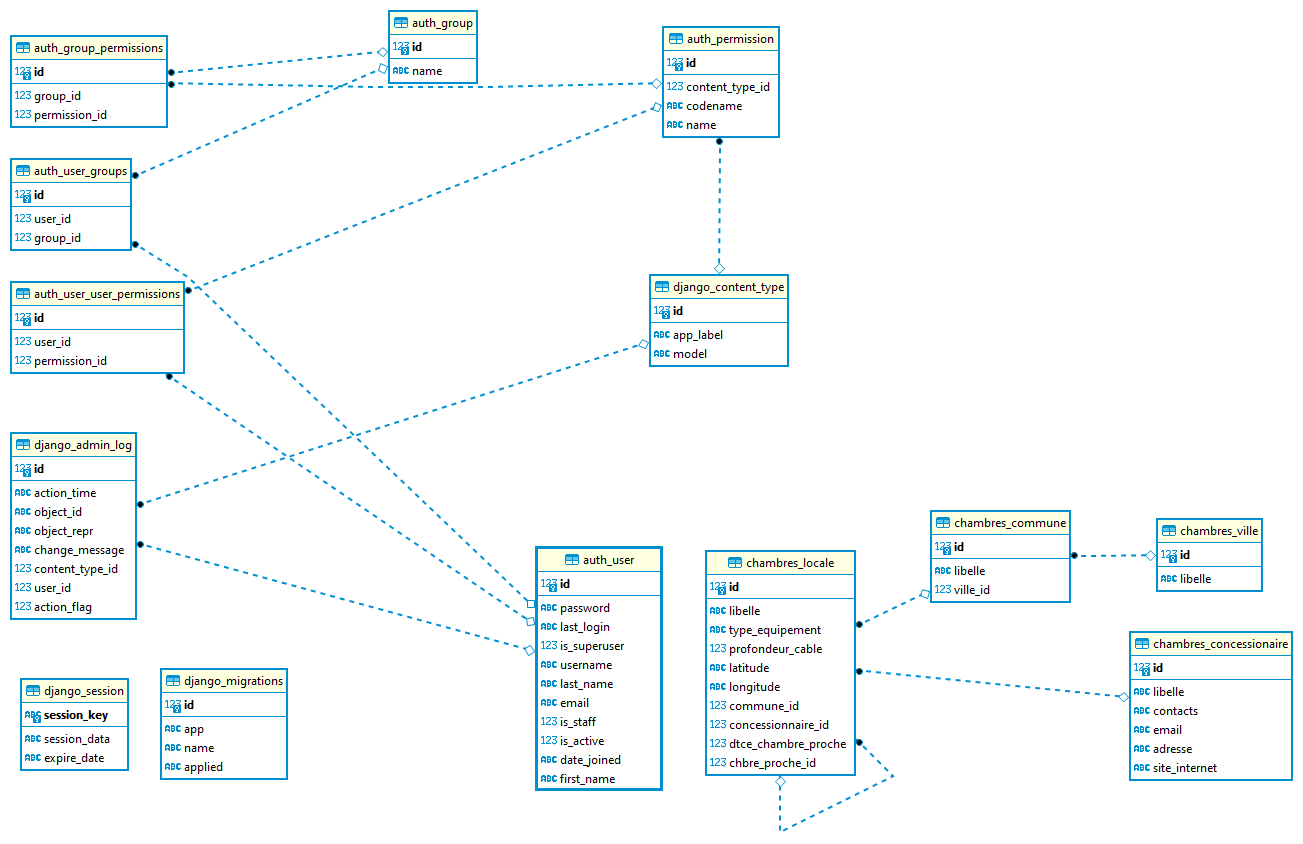 auth_group_permissions
123 id
123 group_id
123 permission_id
auth_group
123 id
ABC name
auth_permission
123 id
123 content_type_id
ABC codename
ABC name
auth_user_groups
123 id
123 user_id
123 group_id
auth_user_user_permissions
123 id
123 user_id
123 permission_id
django_content_type
123 id
ABC app_label
ABC model
django_admin_log
123 id
ABC action_time
ABC object_id
ABC object_repr
ABC change_message
123 content_type_id
123 user_id
123 action_flag
auth_user
123 id
ABC password
ABC last_login
123 is_superuser
ABC username
ABC last_name
ABC email
123 is_staff
123 is_active
ABC date_joined
ABC first_name
chambres_locale
123 id
ABC libelle
ABC type_equipement
123 profondeur_cable
ABC latitude
ABC longitude
123 commune_id
123 concessionnaire_id
123 dtce_chambre_proche
123 chbre_proche_id
chambres_commune
123 id
ABC libelle
123 ville_id
chambres_ville
123 id
ABC libelle
chambres_concessionaire
123 id
ABC libelle
ABC contacts
ABC email
ABC adresse
ABC site_internet
django_session
ABC session_key
ABC session_data
ABC expire_date
django_migrations
123 id
ABC app
ABC name
ABC applied